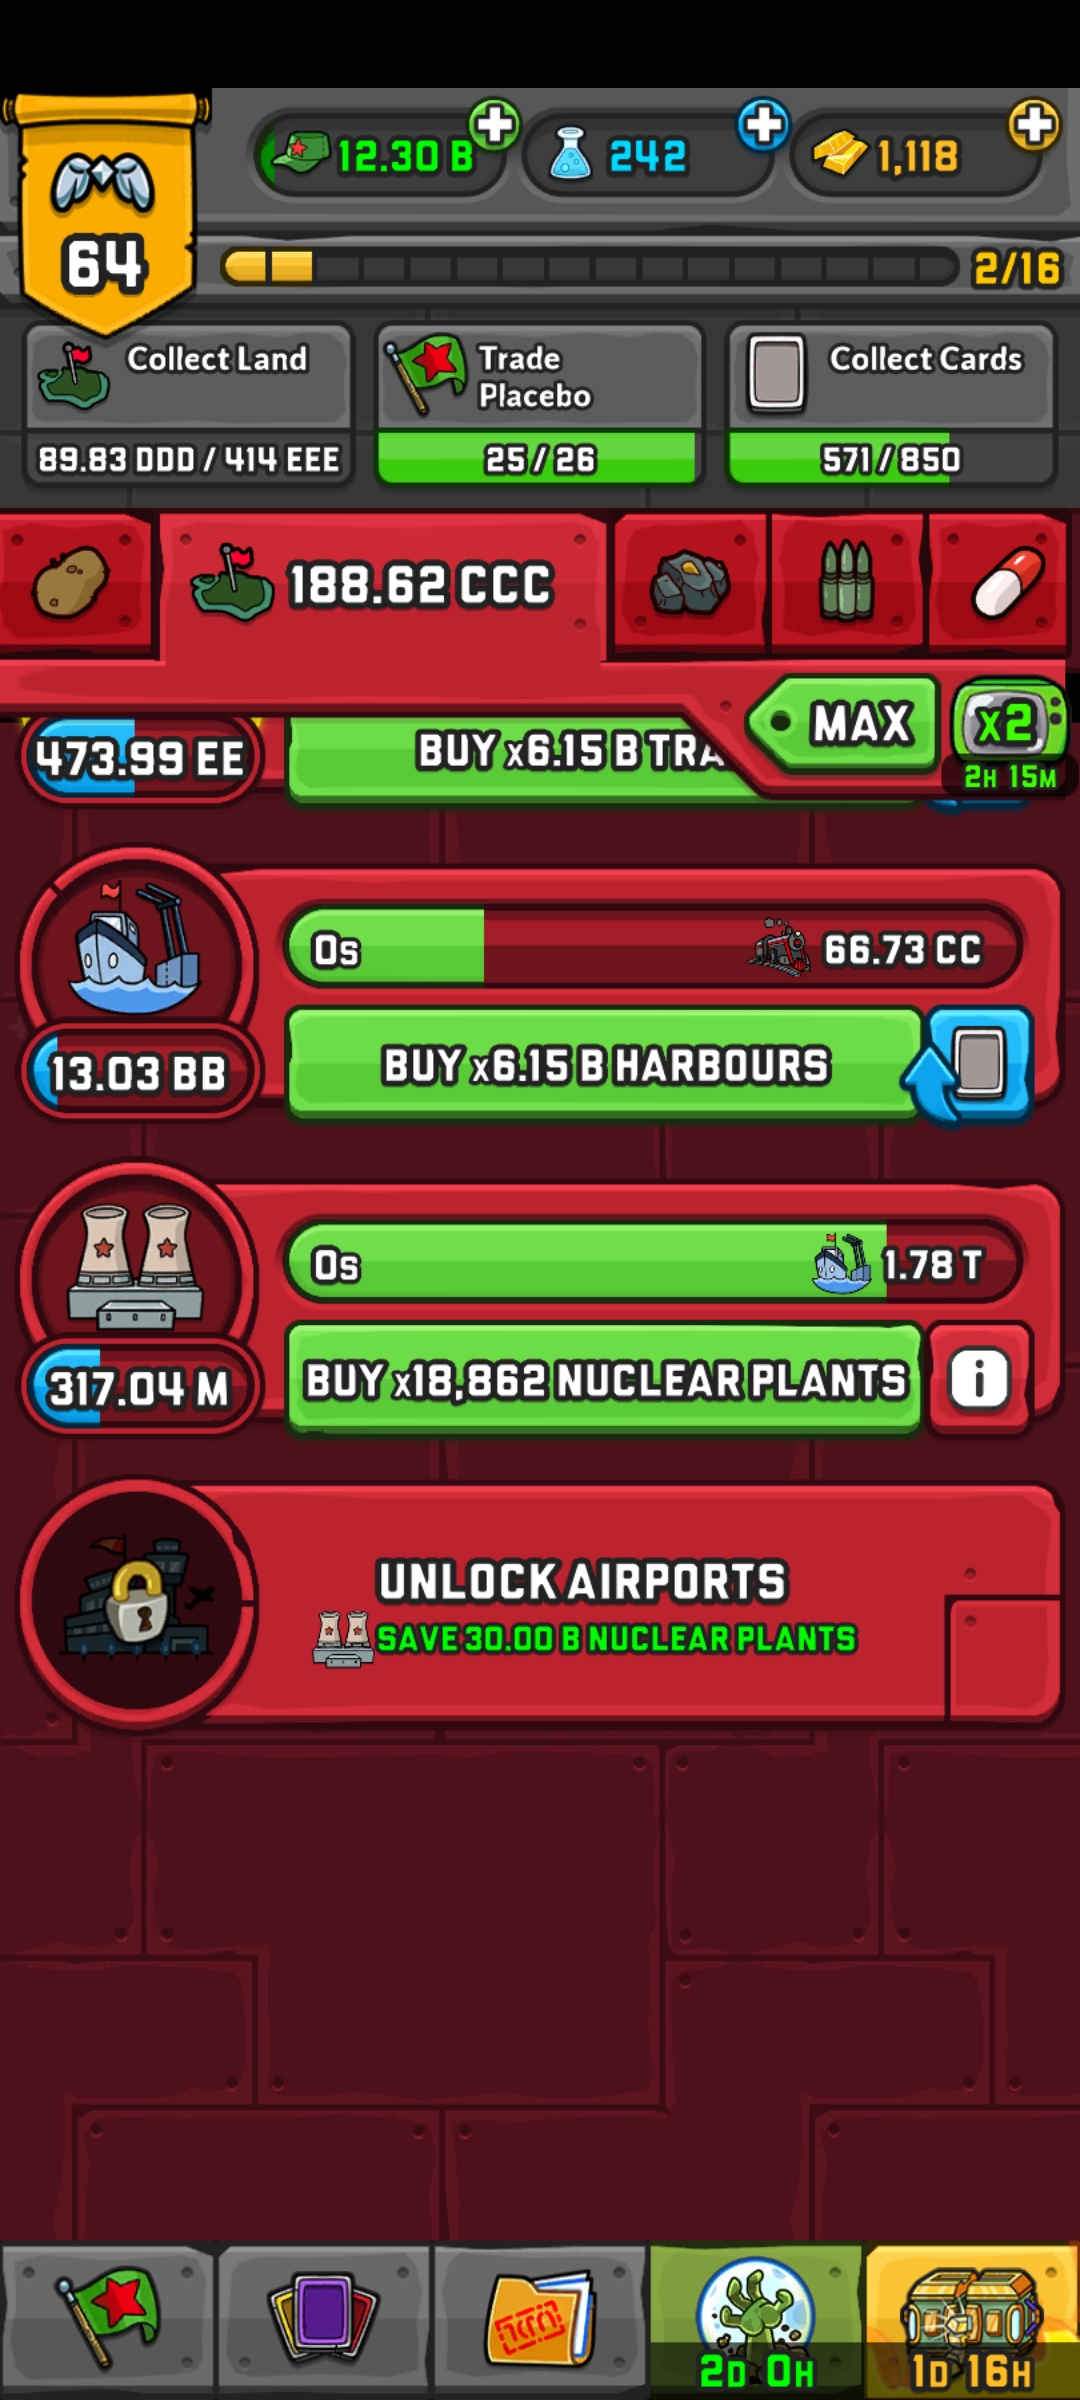 12.30 B
242
1,118
64
2/16
Collect Land
89.83 DDD / 414 EEE
Trade
Placebo
25 / 26
Collect Cards
571 / 850
188.62 CCC
MAX
x2
2H 15M
473.99 EE
BUY x6.15 B TRA
0s
66.73 CC
13.03 BB
BUY x6.15 B HARBOURS
0s
1.78 T
317.04 M
BUY x18,862 NUCLEAR PLANTS
i
UNLOCK AIRPORTS
SAVE 30.00 B NUCLEAR PLANTS
2D 0H
1D 16H